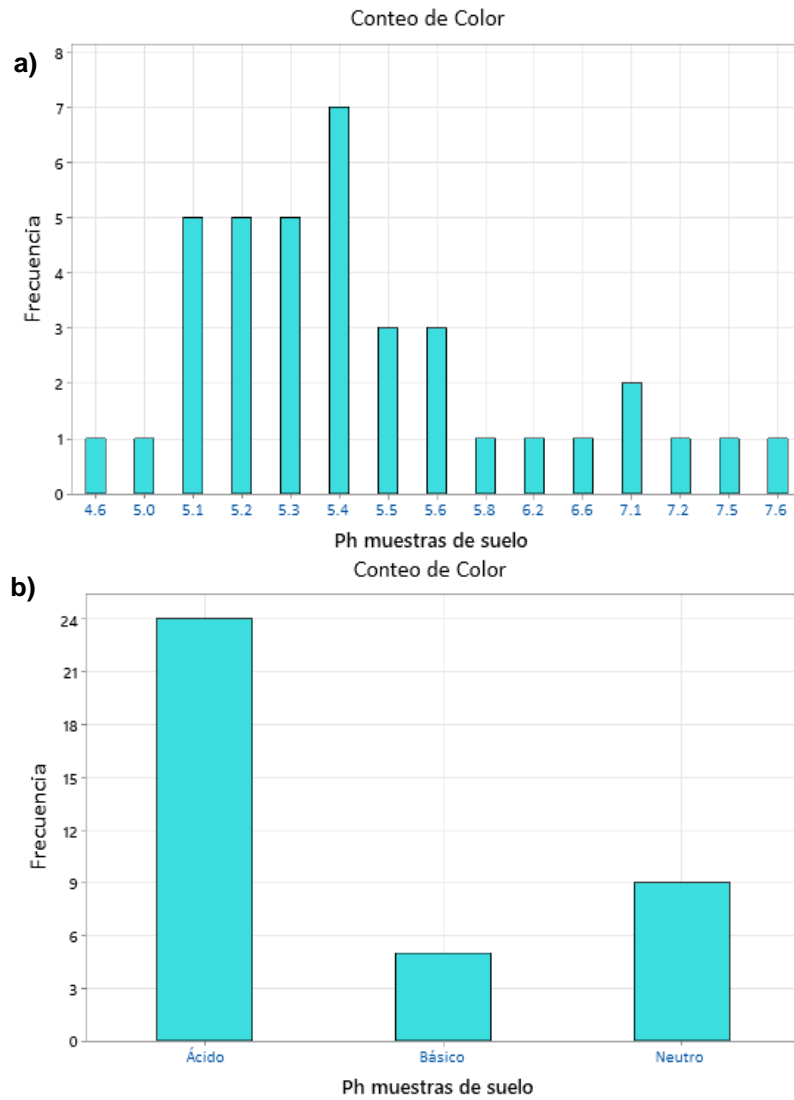 Conteo de Color
a)
8
7
6
5
4
3
2
1
0
Frecuencia
4.6 5.0 5.1 5.2 5.3 5.4 5.5 5.6 5.8 6.2 6.6 7.1 7.2 7.5 7.6
Ph muestras de suelo
Conteo de Color
b)
24
21
18
15
12
9
6
3
0
Frecuencia
Ácido Básico Neutro
Ph muestras de suelo